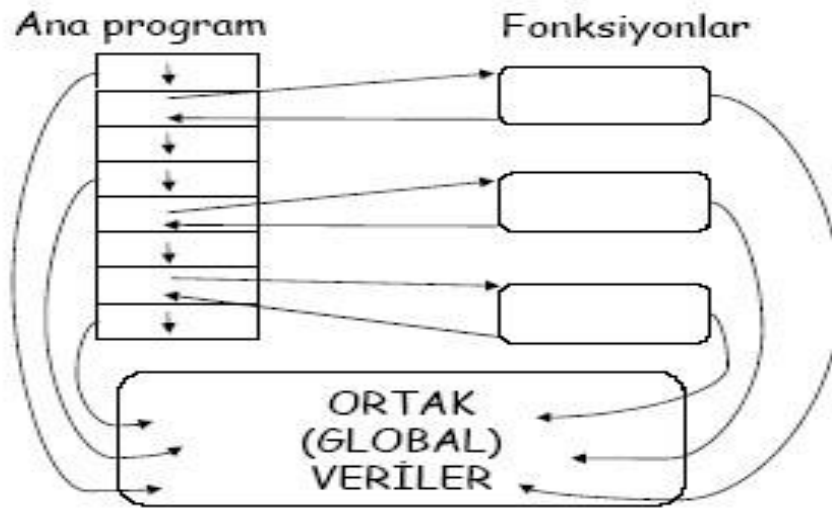 Ana program
Fonksiyonlar
ORTAK
(GLOBAL)
VERİLER